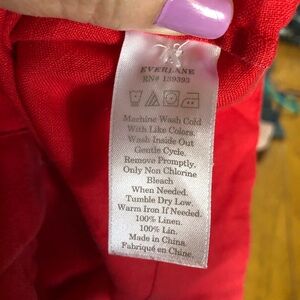 EVERLANE
RN# 139393
Machine Wash Cold
With Like Colors.
Wash Inside Out
Gentle Cycle.
Remove Promptly.
Only Non Chlorine
Bleach
When Needed.
Tumble Dry Low.
Warm Iron If Needed.
100% Linen.
100% Lin.
Made in China.
Fabriqué en Chine.